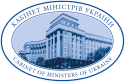 КАБІНЕТ МІНІСТРІВ УКРАЇНИ
CABINET OF MINISTERS OF UKRAINE